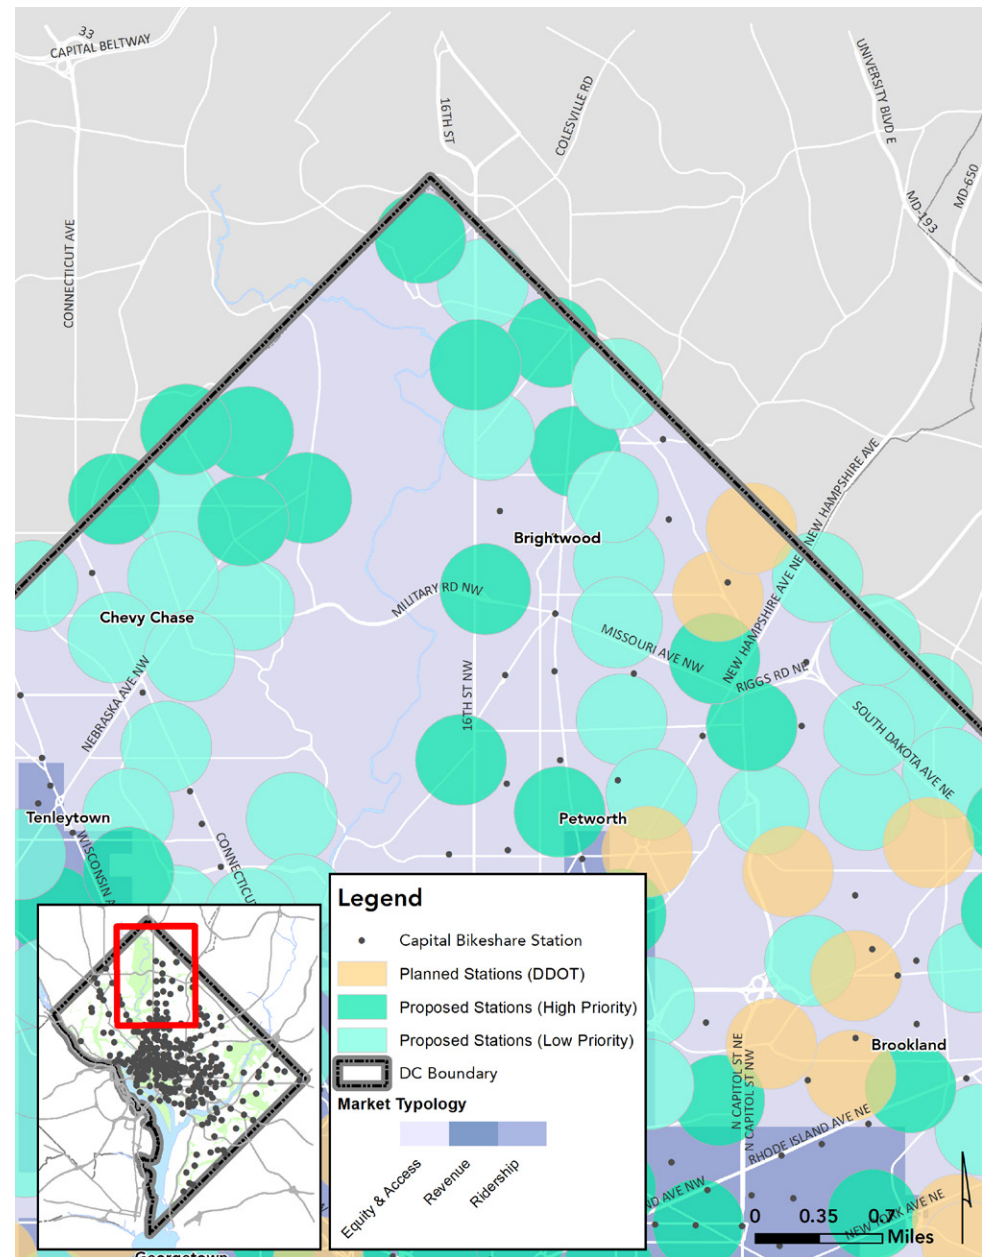 33
CAPITAL BELTWAY
16TH ST
COLESVILLE RD
UNIVERSITY BLVD E
MD-650
MD-193
CONNECTICUT AVE
NEW HAMPSHIRE AVE
Brightwood
MILITARY RD NW
Chevy Chase
MISSOURI AVE NW
NEW HAMPSHIRE AVE NE
RIGGS RD NE
NEBRASKA AVE NW
16TH ST NW
SOUTH DAKOTA AVE NE
Tenleytown
Petworth
WISCONSIN A
CONNECTICUT
Legend
Capital Bikeshare Station
Planned Stations (DDOT)
Proposed Stations (High Priority)
Proposed Stations (Low Priority)
DC Boundary
Market Typology
Equity & Access
Revenue
Ridership
Brookland
N CAPITOL ST NE
N CAPITOL ST NW
RHODE ISLAND AVE NE
ND AVE NW
NEW YORK AVE NE
0 0.35 0.7
Miles
Georgetown